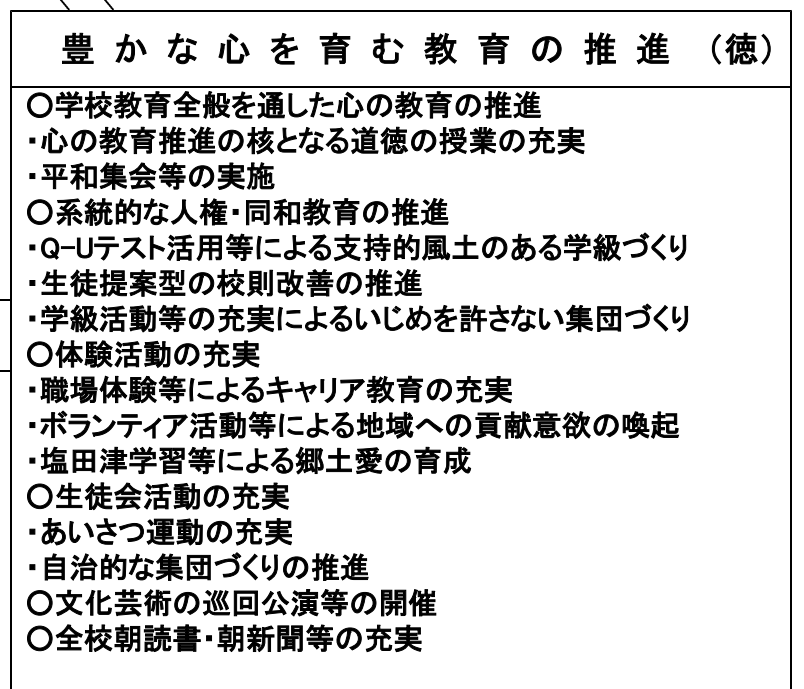 豊かな心を育む教育の推進 （徳）
○学校教育全般を通した心の教育の推進
・心の教育推進の核となる道徳の授業の充実
・平和集会等の実施
○系統的な人権・同和教育の推進
・Q-Uテスト活用等による支持的風土のある学級づくり
・生徒提案型の校則改善の推進
・学級活動等の充実によるいじめを許さない集団づくり
○体験活動の充実
・職場体験等によるキャリア教育の充実
・ボランティア活動等による地域への貢献意欲の喚起
・塩田津学習等による郷土愛の育成
○生徒会活動の充実
・あいさつ運動の充実
・自治的な集団づくりの推進
○文化芸術の巡回公演等の開催
○全校朝読書・朝新聞等の充実